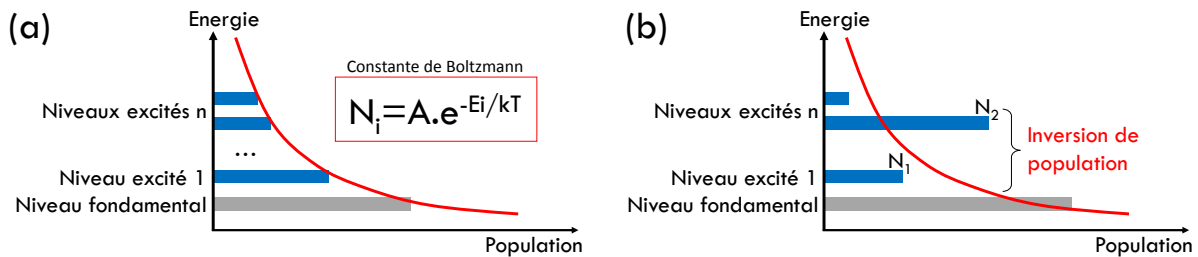 (a)
Energie
Constante de Boltzmann
Nᵢ=A.e^-Ei/kT
Niveaux excités n
...
Niveau excité 1
Niveau fondamental
Population
(b)
Energie
Niveaux excités n
N₂
Inversion de
population
N₁
Niveau excité 1
Niveau fondamental
Population